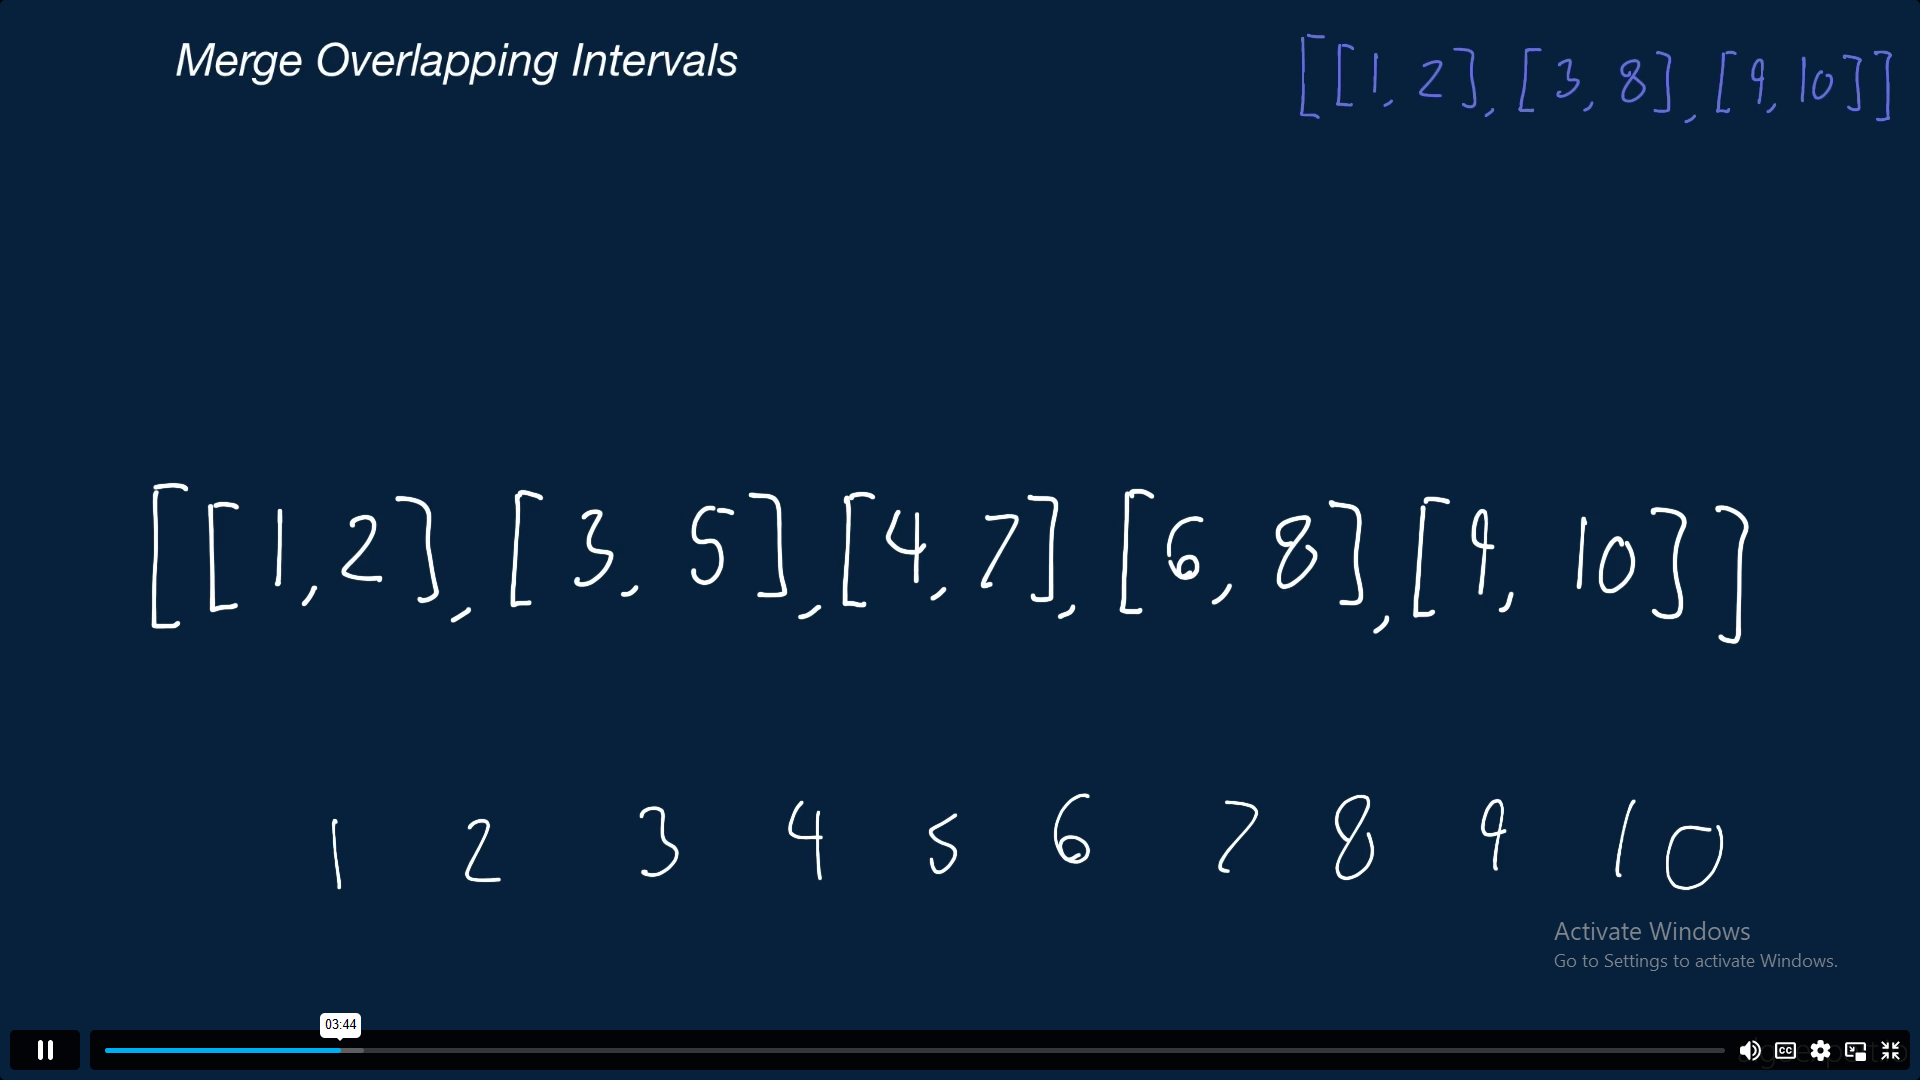 Merge Overlapping Intervals
[[1, 2], [3, 8], [9, 10]]
[[1,2], [3, 5], [4,7], [6, 8], [9, 10]]
1 2 3 4 5 6 7 8 9 10
Activate Windows
Go to Settings to activate Windows.
03:44
CC